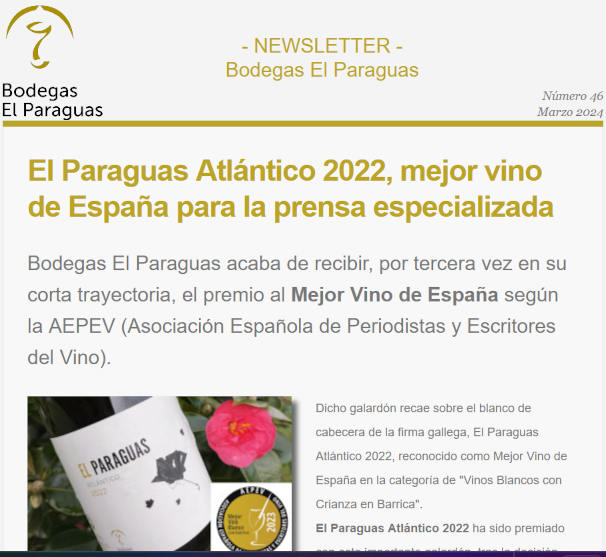 - NEWSLETTER -
Bodegas El Paraguas
Bodegas
El Paraguas
Número 46
Marzo 2024
El Paraguas Atlántico 2022, mejor vino
de España para la prensa especializada
Bodegas El Paraguas acaba de recibir, por tercera vez en su
corta trayectoria, el premio al Mejor Vino de España según
la AEPEV (Asociación Española de Periodistas y Escritores
del Vino).
EL PARAGUAS
ATLÁNTICO
2022
AEPEV
Mejor
Vino
2023
Dicho galardón recae sobre el blanco de
cabecera de la firma gallega, El Paraguas
Atlántico 2022, reconocido como Mejor Vino de
España en la categoría de "Vinos Blancos con
Crianza en Barrica".
El Paraguas Atlántico 2022 ha sido premiado